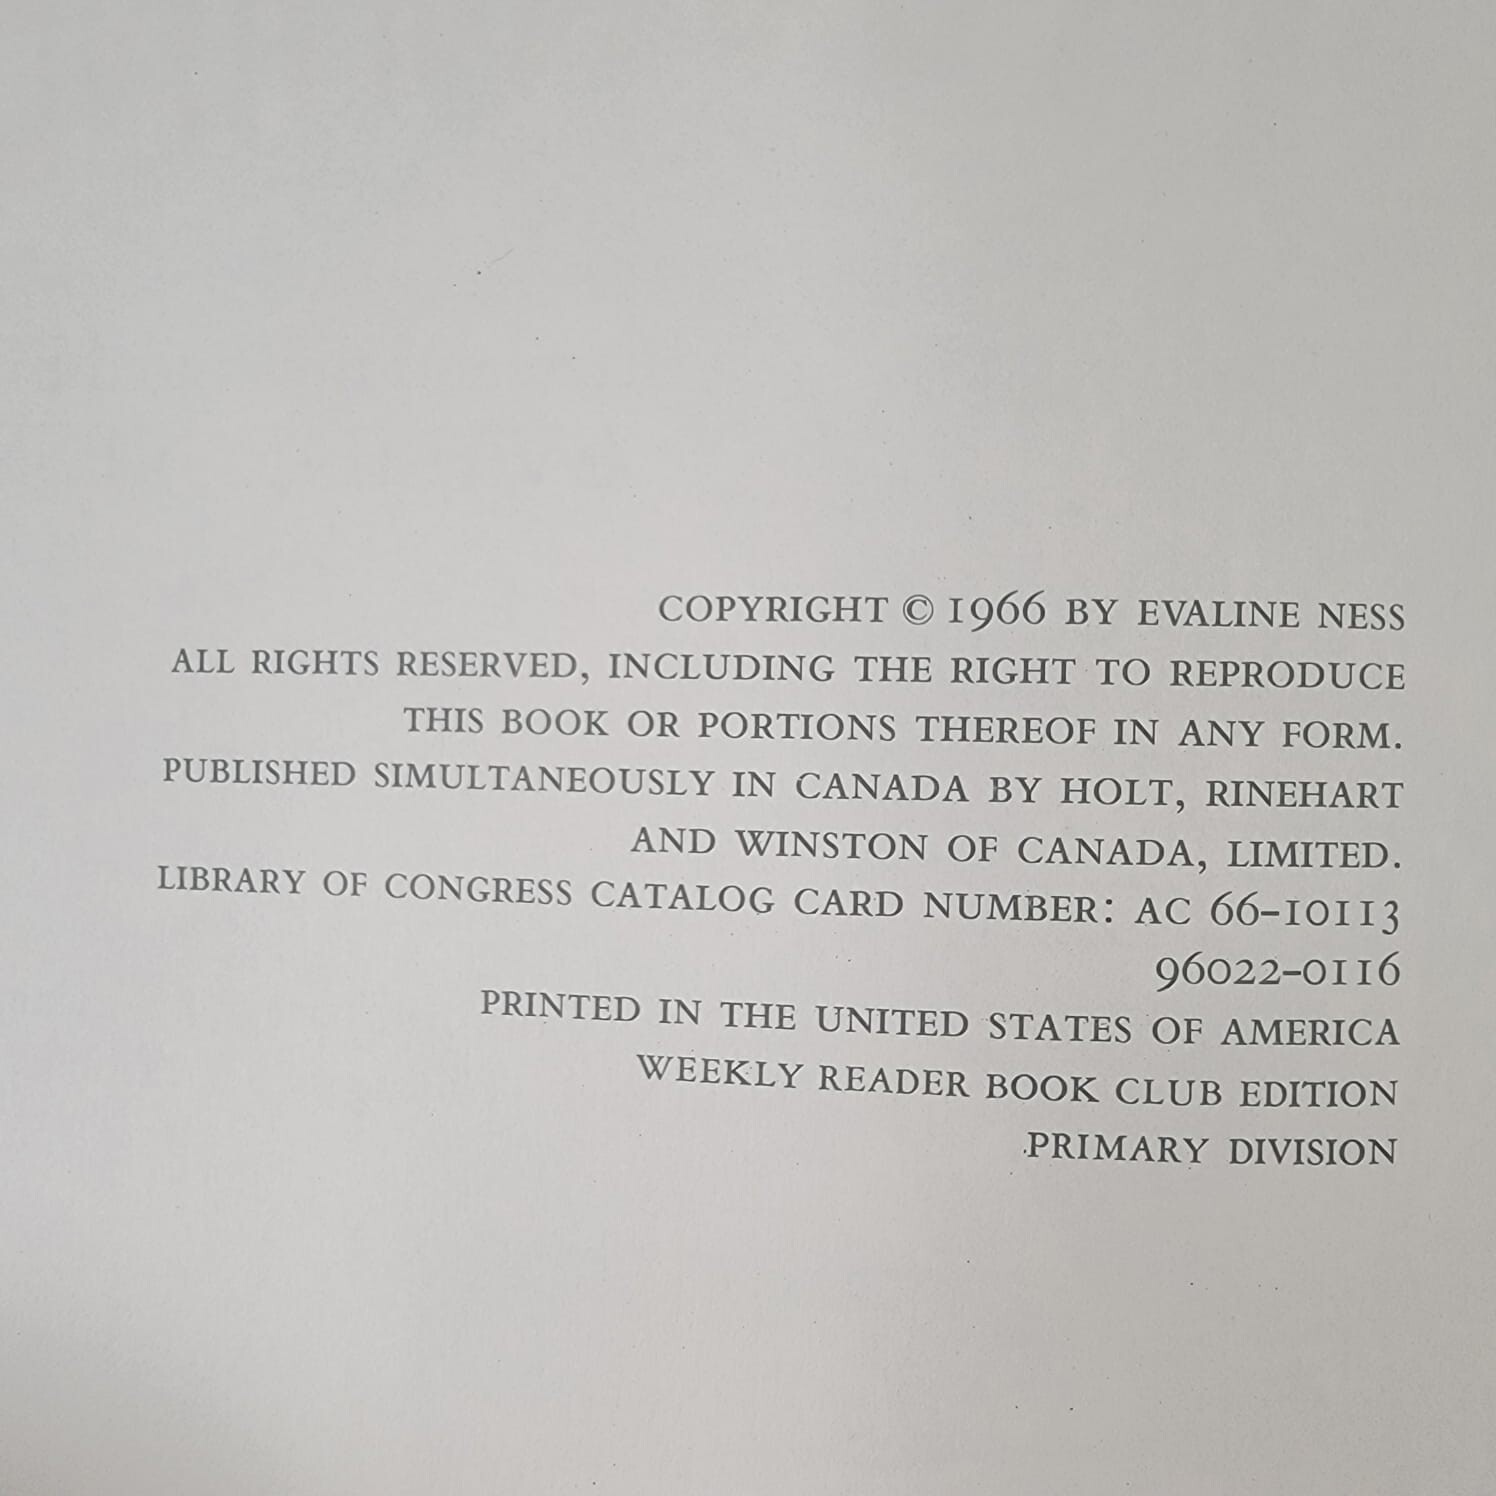 COPYRIGHT © 1966 BY EVALINE NESS
ALL RIGHTS RESERVED, INCLUDING THE RIGHT TO REPRODUCE
THIS BOOK OR PORTIONS THEREOF IN ANY FORM.
PUBLISHED SIMULTANEOUSLY IN CANADA BY HOLT, RINEHART
AND WINSTON OF CANADA, LIMITED.
LIBRARY OF CONGRESS CATALOG CARD NUMBER: AC 66–10113
96022–0116
PRINTED IN THE UNITED STATES OF AMERICA
WEEKLY READER BOOK CLUB EDITION
PRIMARY DIVISION